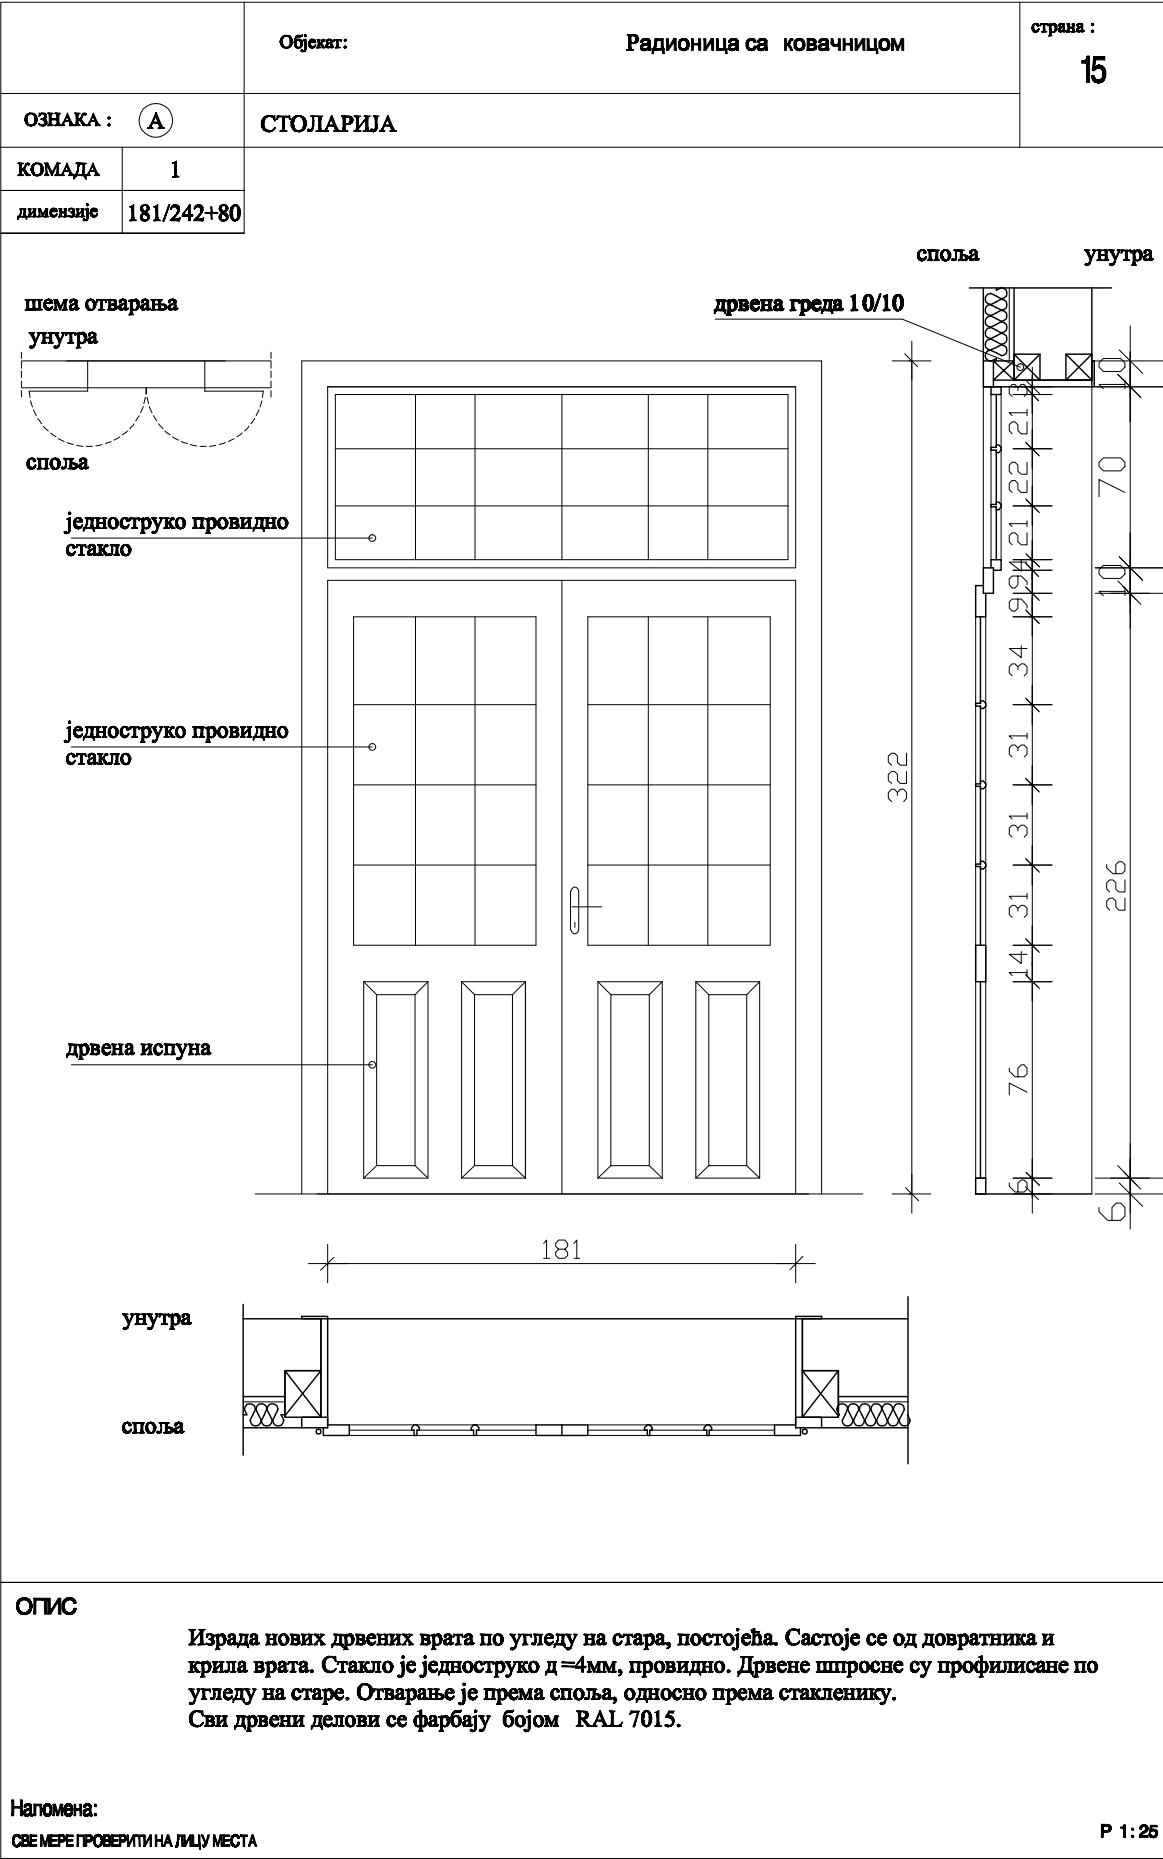 Објекат:
Радионица са ковачницом
страна :
15
ОЗНАКА :
А
СТОЛАРИЈА
КОМАДА
1
димензије
181/242+80
споља
унутра
дрвена греда 10/10
шема отварања
унутра
споља
једноструко провидно
стакло
једноструко провидно
стакло
дрвена испуна
322
3
21
22
21
4
9
9
34
31
31
31
14
76
6
10
70
10
226
6
181
унутра
споља
ОПИС
Израда нових дрвених врата по угледу на стара, постојећа. Састоје се од довратника и
крила врата. Стакло је једноструко д=4мм, провидно. Дрвене шпросне су профилисане по
угледу на старе. Отварање је према споља, односно према стакленику.
Сви дрвени делови се фарбају бојом RAL 7015.
Напомена:
СВЕ МЕРЕ ПРОВЕРИТИ НА ЛИЦУ МЕСТА
Р 1:25